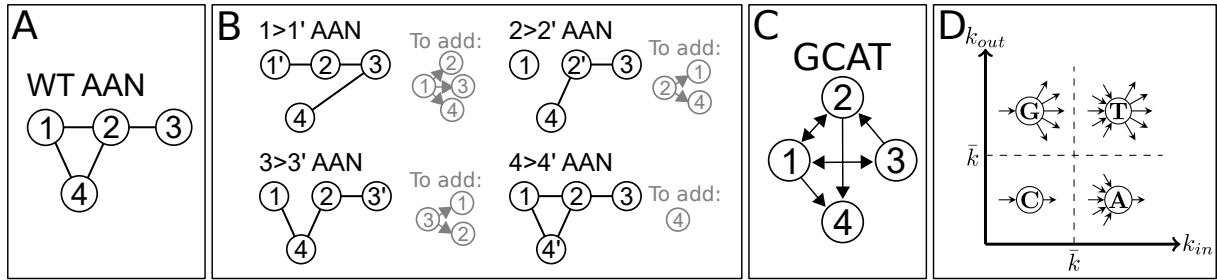 A
WT AAN
1 2 3
4
B
1>1' AAN
1' 2 3
4
To add:
2
1 3
4
2>2' AAN
1 2' 3
4
To add:
1
2
4
3>3' AAN
1 2 3'
4
To add:
1
3
2
4>4' AAN
1 2 3
4'
To add:
4
C
GCAT
2
1 3
4
D
k_out
G T
k̄
C A
k̄
k_in